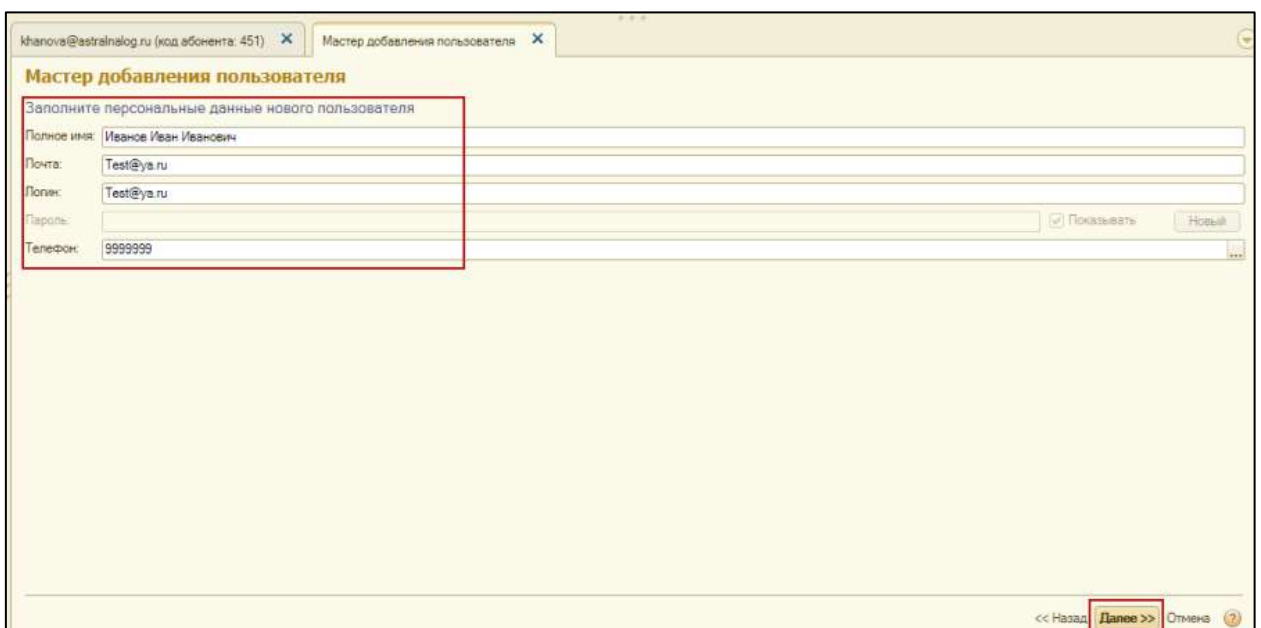 khanova@astralnalog.ru (код абонента: 451) Мастер добавления пользователя
Мастер добавления пользователя
Заполните персональные данные нового пользователя
Полное имя: Иванов Иван Иванович
Почта: Test@ya.ru
Логин: Test@ya.ru
Пароль: Показывать Новый
Телефон: 9999999 ...
<< Назад Далее >> Отмена ?